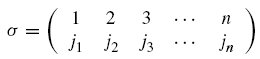 σ = ( 1 2 3 ⋯ n
j₁ j₂ j₃ ⋯ jₙ )